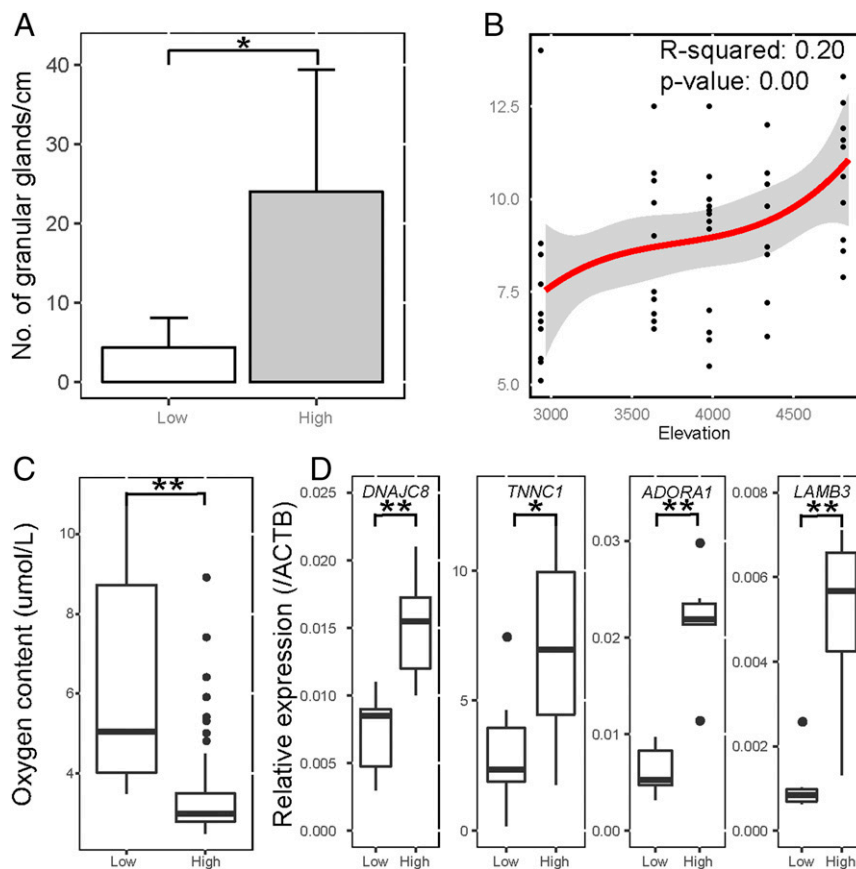 A
No. of granular glands/cm
40
30
20
10
0
*
Low
High
B
R-squared: 0.20
p-value: 0.00
12.5
10.0
7.5
5.0
3000
3500
4000
4500
Elevation
C
Oxygen content (umol/L)
10
8
6
4
**
Low
High
D
Relative expression (/ACTB)
0.025
0.020
0.015
0.010
0.005
0.000
DNAJC8
**
Low High
10
5
0
TNNC1
*
Low High
0.03
0.02
0.01
0.00
ADORA1
**
Low High
0.008
0.006
0.004
0.002
0.000
LAMB3
**
Low High